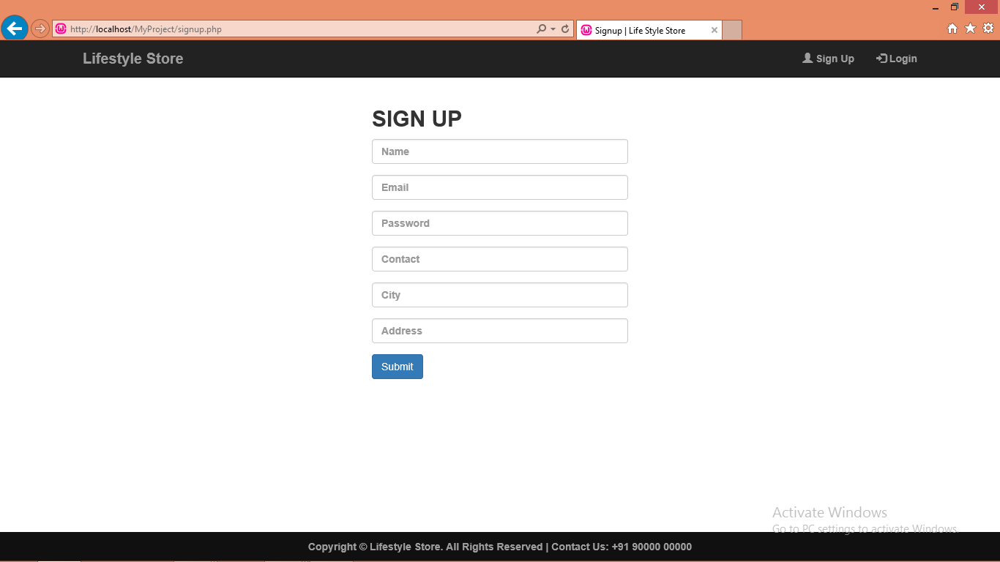 http://localhost/MyProject/signup.php
Signup | Life Style Store
Lifestyle Store
Sign Up
Login
SIGN UP
Name
Email
Password
Contact
City
Address
Submit
Activate Windows
Go to PC settings to activate Windows.
Copyright © Lifestyle Store. All Rights Reserved | Contact Us: +91 90000 00000